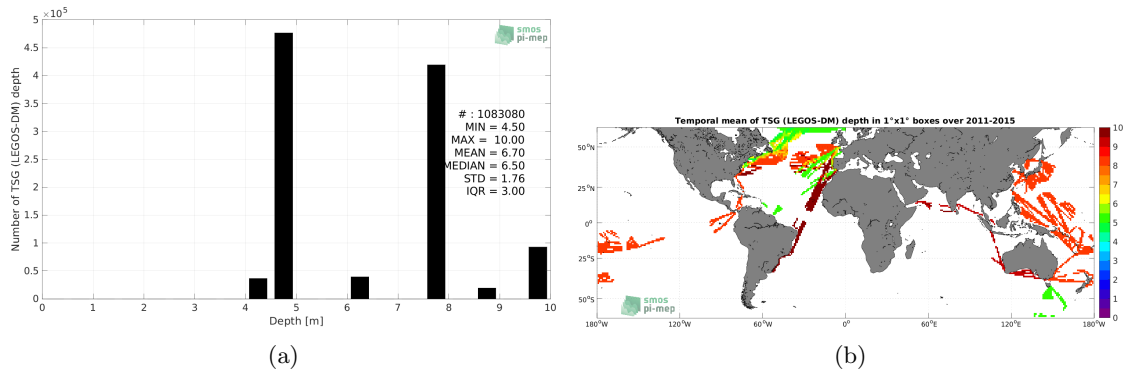 ×10⁵
5
4.5
4
3.5
3
2.5
2
1.5
1
0.5
0
Number of TSG (LEGOS-DM) depth
smos
pi-mep
# : 1083080
MIN = 4.50
MAX = 10.00
MEAN = 6.70
MEDIAN = 6.50
STD = 1.76
IQR = 3.00
0 1 2 3 4 5 6 7 8 9 10
Depth [m]
(a)
Temporal mean of TSG (LEGOS-DM) depth in 1°x1° boxes over 2011-2015
50°N
25°N
0°
25°S
50°S
180°W 120°W 60°W 0°E 60°E 120°E 180°E
10
9
8
7
6
5
4
3
2
1
0
smos
pi-mep
(b)